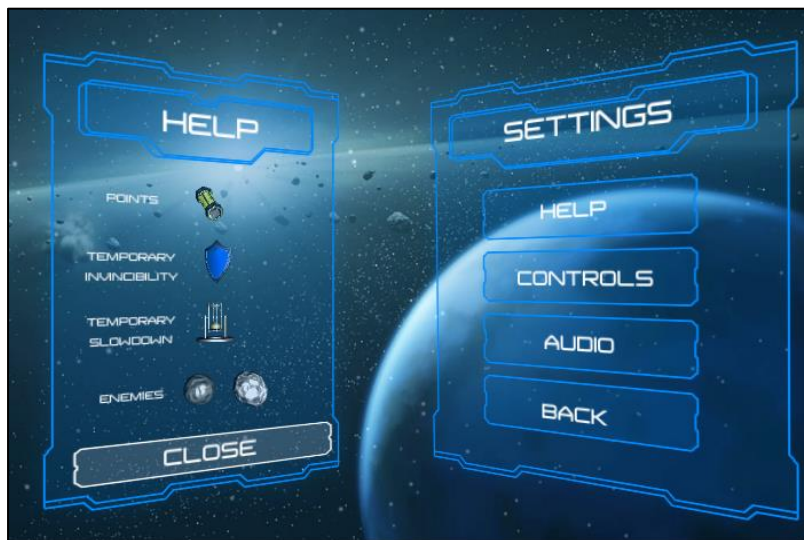 HELP
POINTS
TEMPORARY
INVINCIBILITY
TEMPORARY
SLOWDOWN
ENEMIES
CLOSE
SETTINGS
HELP
CONTROLS
AUDIO
BACK